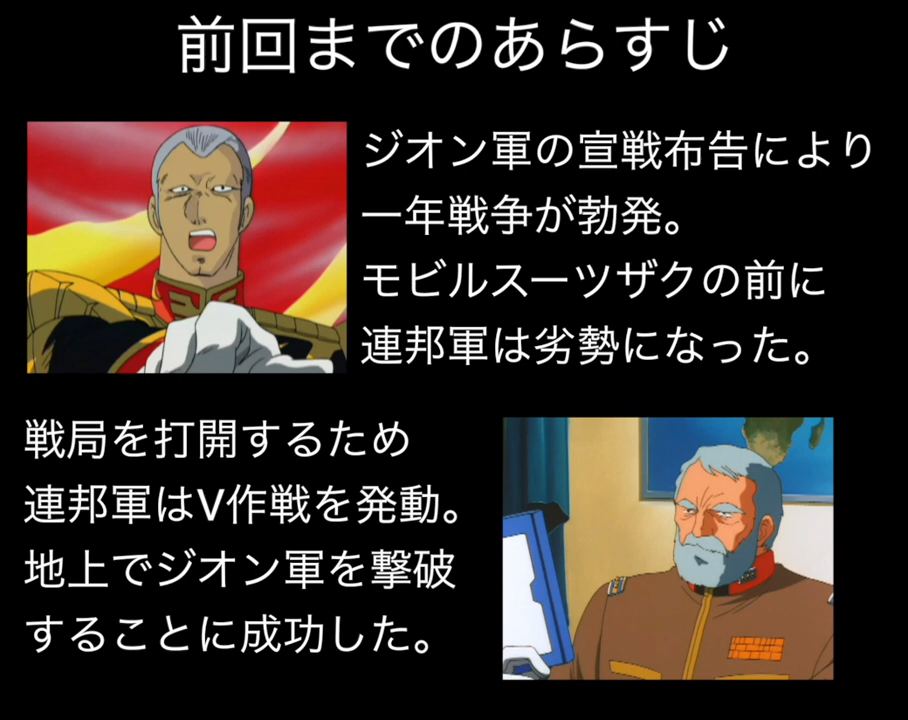 前回までのあらすじ
ジオン軍の宣戦布告により
一年戦争が勃発。
モビルスーツザクの前に
連邦軍は劣勢になった。
戦局を打開するため
連邦軍はV作戦を発動。
地上でジオン軍を撃破
することに成功した。